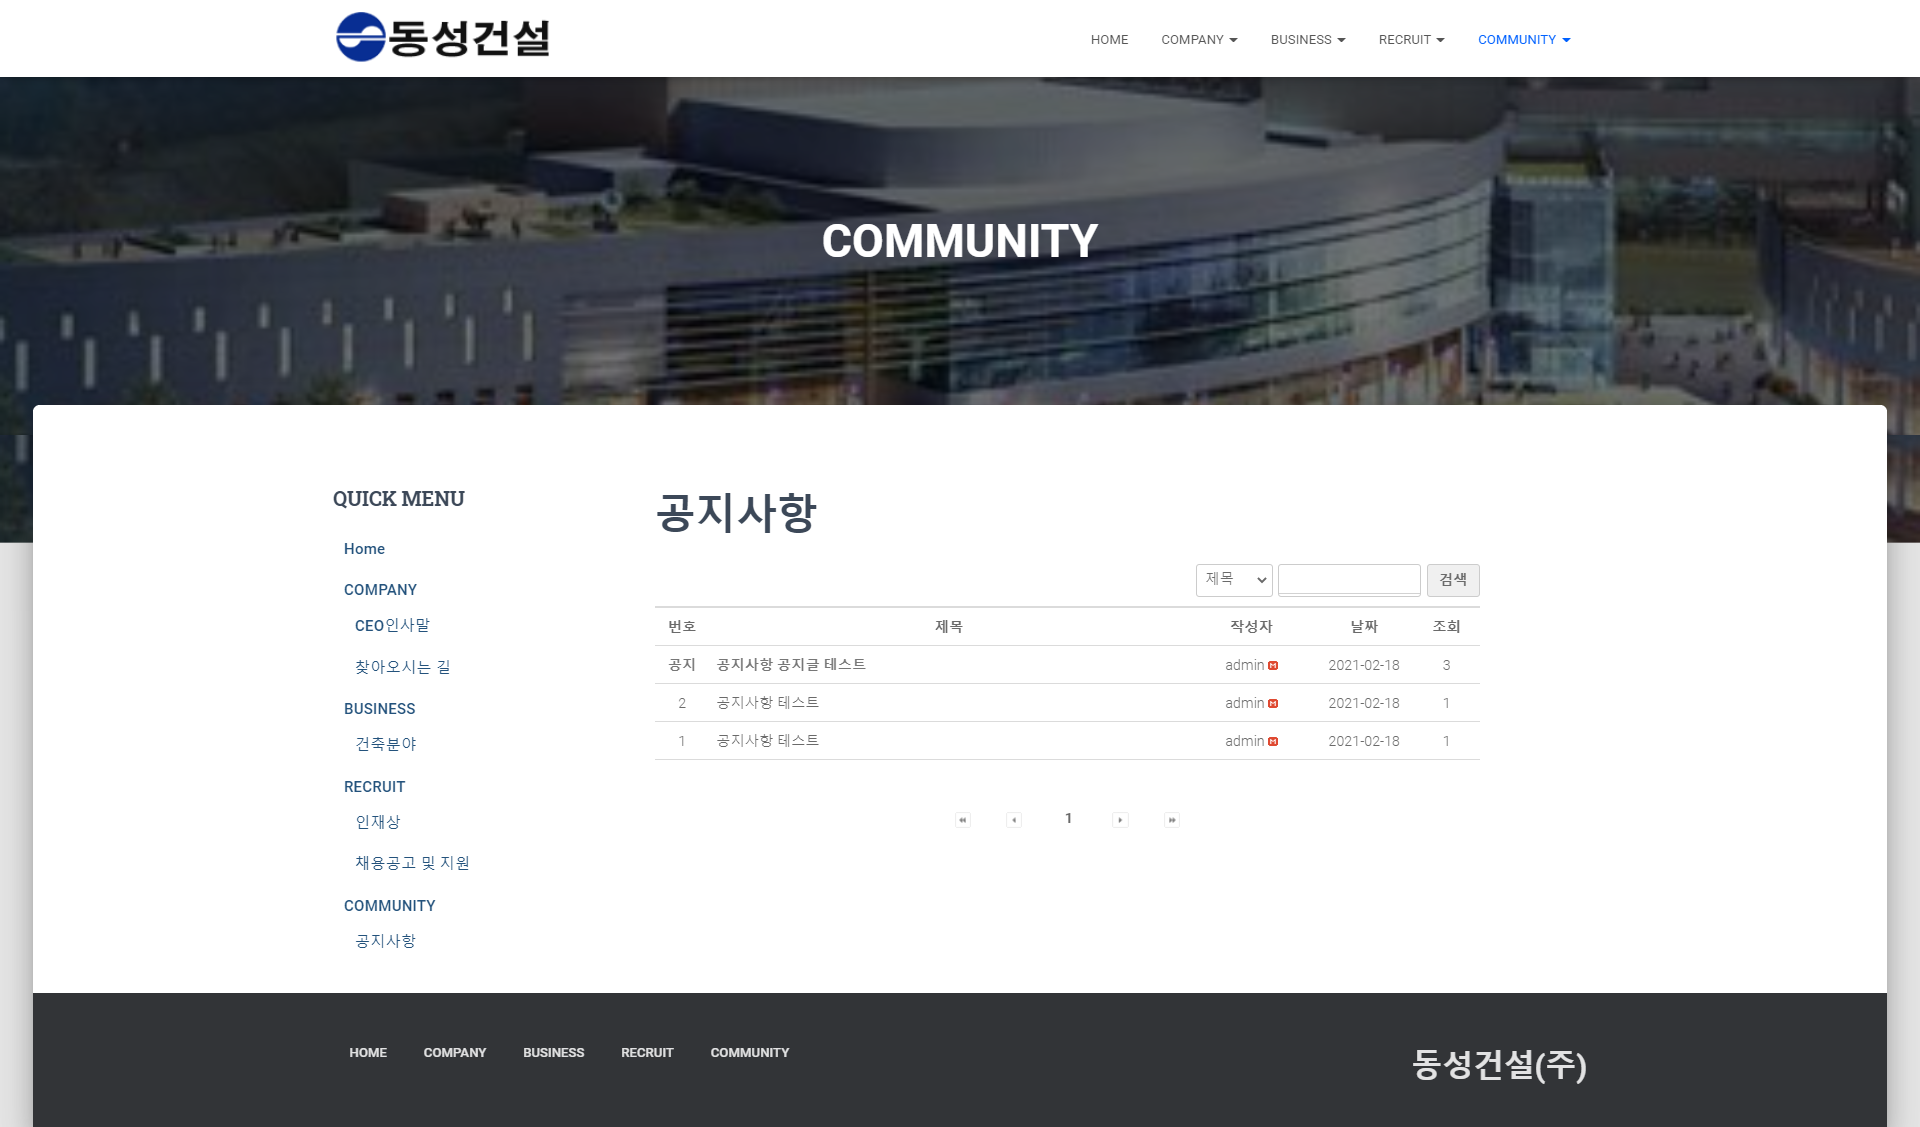 동성건설
HOME COMPANY BUSINESS RECRUIT COMMUNITY
COMMUNITY
QUICK MENU
Home
COMPANY
CEO인사말
찾아오시는 길
BUSINESS
건축분야
RECRUIT
인재상
채용공고 및 지원
COMMUNITY
공지사항
공지사항
제목 검색
번호 제목 작성자 날짜 조회
공지 공지사항 공지글 테스트 admin M 2021-02-18 3
2 공지사항 테스트 admin M 2021-02-18 1
1 공지사항 테스트 admin M 2021-02-18 1
1
HOME COMPANY BUSINESS RECRUIT COMMUNITY
동성건설(주)